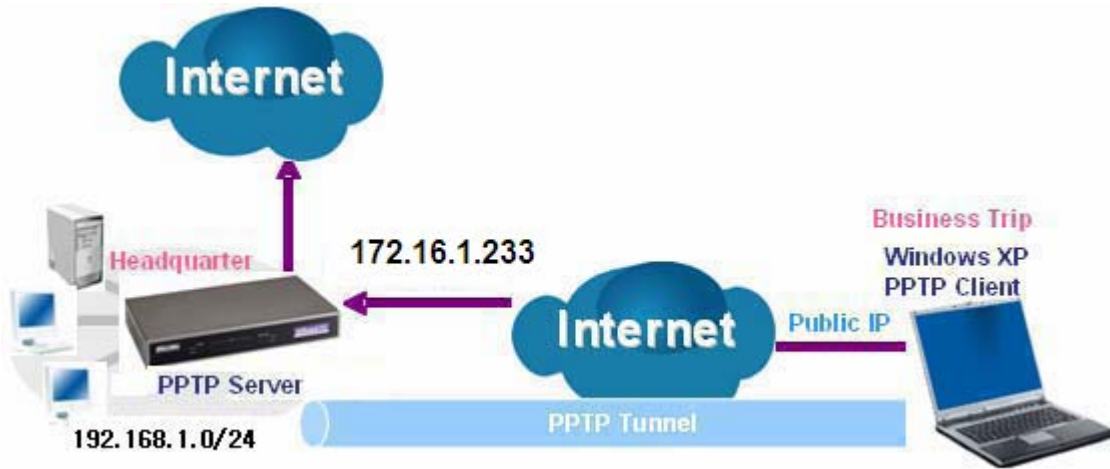 Internet
Business Trip
Windows XP
PPTP Client
Headquarter
172.16.1.233
Internet
Public IP
PPTP Server
PPTP Tunnel
192.168.1.0/24